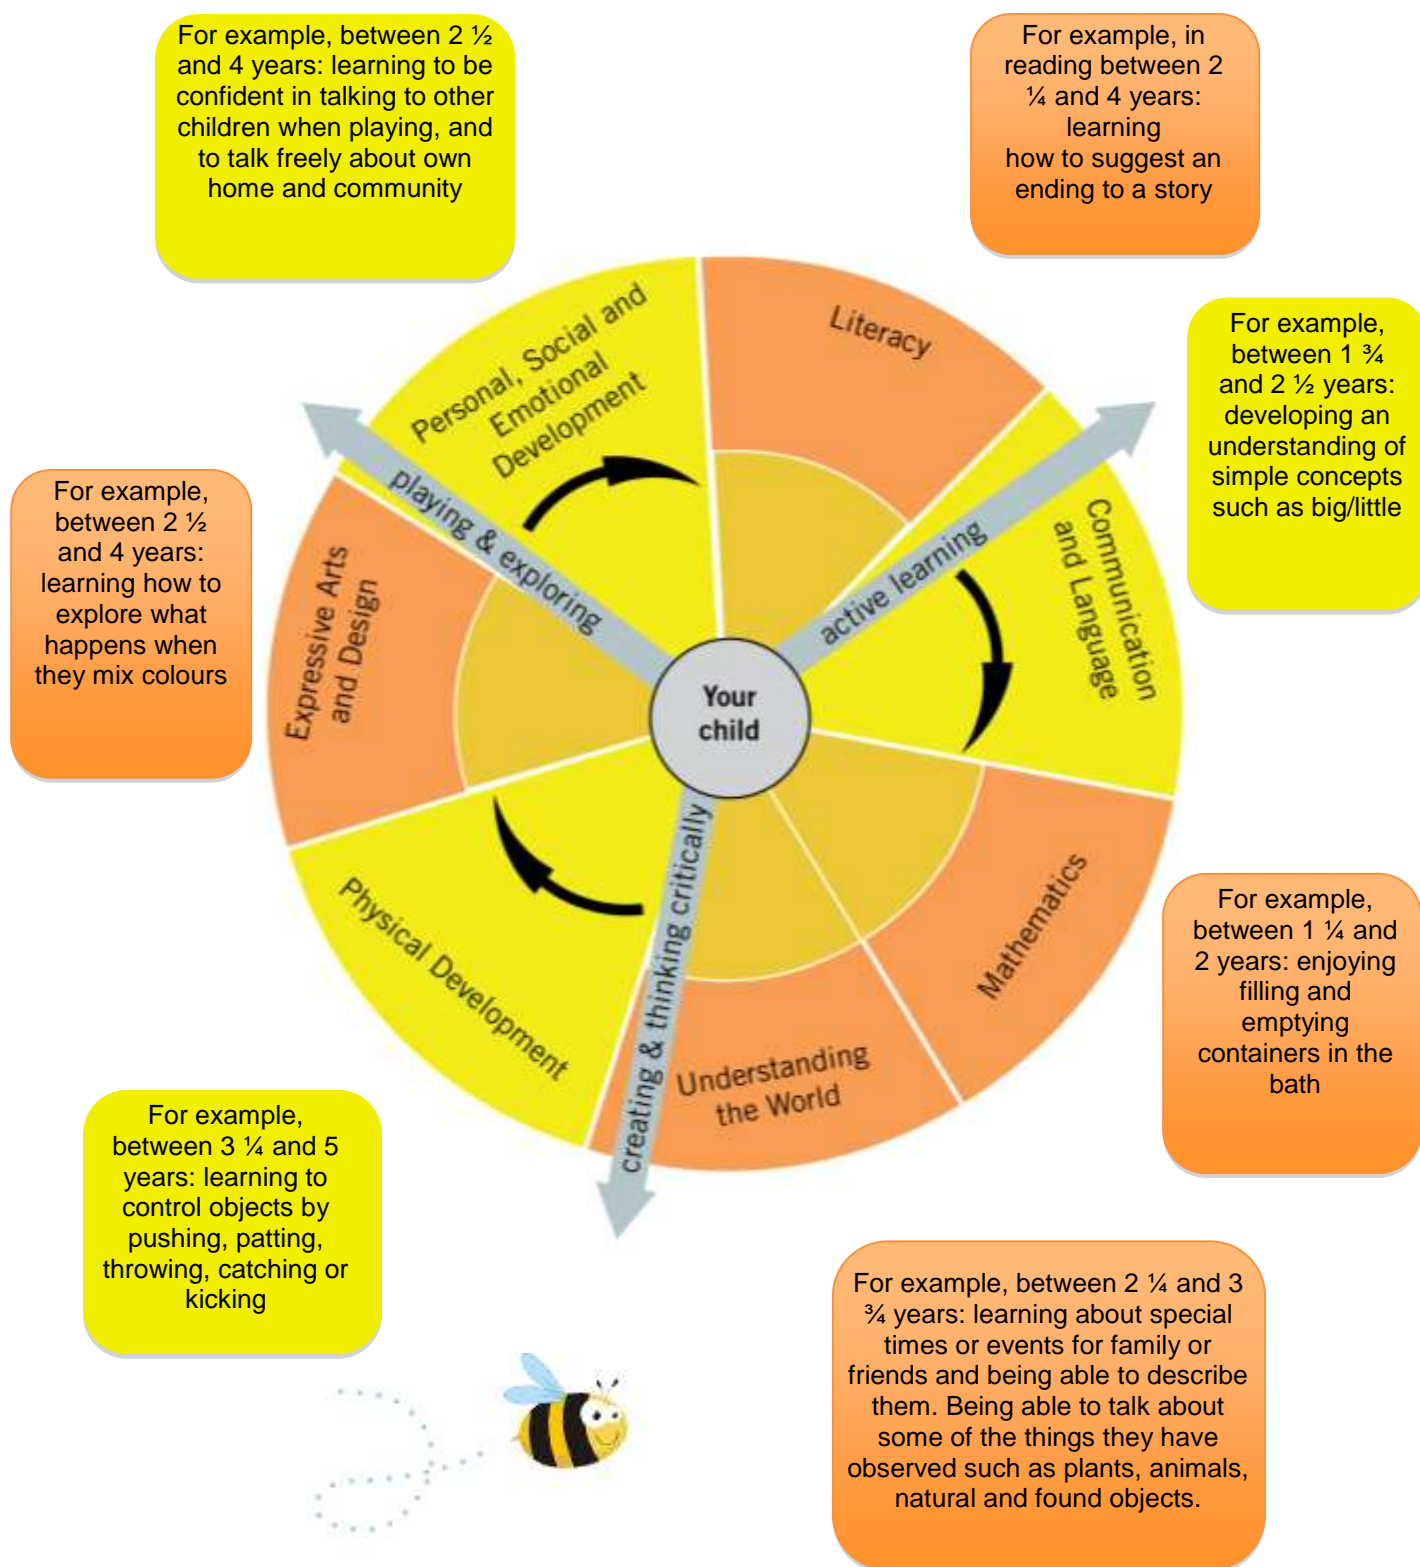 For example, between 2 ½
and 4 years: learning to be
confident in talking to other
children when playing, and
to talk freely about own
home and community
For example, in
reading between 2
¼ and 4 years:
learning
how to suggest an
ending to a story
For example,
between 1 ¾
and 2 ½ years:
developing an
understanding of
simple concepts
such as big/little
Personal, Social and
Emotional
Development
Literacy
Communication
and Language
playing & exploring
active learning
For example,
between 2 ½
and 4 years:
learning how to
explore what
happens when
they mix colours
Expressive Arts
and Design
Your
child
creating & thinking critically
Physical Development
Understanding
the World
Mathematics
For example,
between 1 ¼ and
2 years: enjoying
filling and
emptying
containers in the
bath
For example,
between 3 ¼ and 5
years: learning to
control objects by
pushing, patting,
throwing, catching or
kicking
For example, between 2 ¼ and 3
¾ years: learning about special
times or events for family or
friends and being able to describe
them. Being able to talk about
some of the things they have
observed such as plants, animals,
natural and found objects.